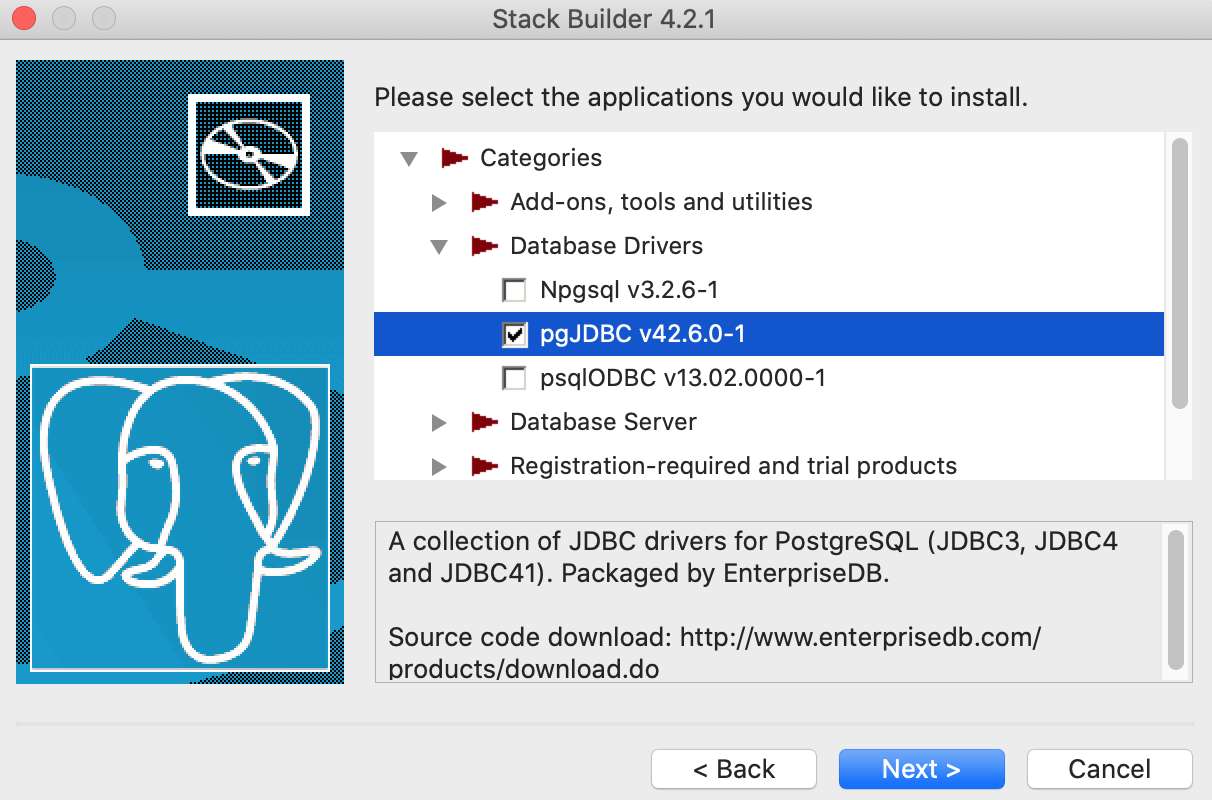 Stack Builder 4.2.1
Please select the applications you would like to install.
Categories
Add-ons, tools and utilities
Database Drivers
Npgsql v3.2.6-1
pgJDBC v42.6.0-1
psqlODBC v13.02.0000-1
Database Server
Registration-required and trial products
A collection of JDBC drivers for PostgreSQL (JDBC3, JDBC4
and JDBC41). Packaged by EnterpriseDB.
Source code download: http://www.enterprisedb.com/
products/download.do
< Back
Next >
Cancel